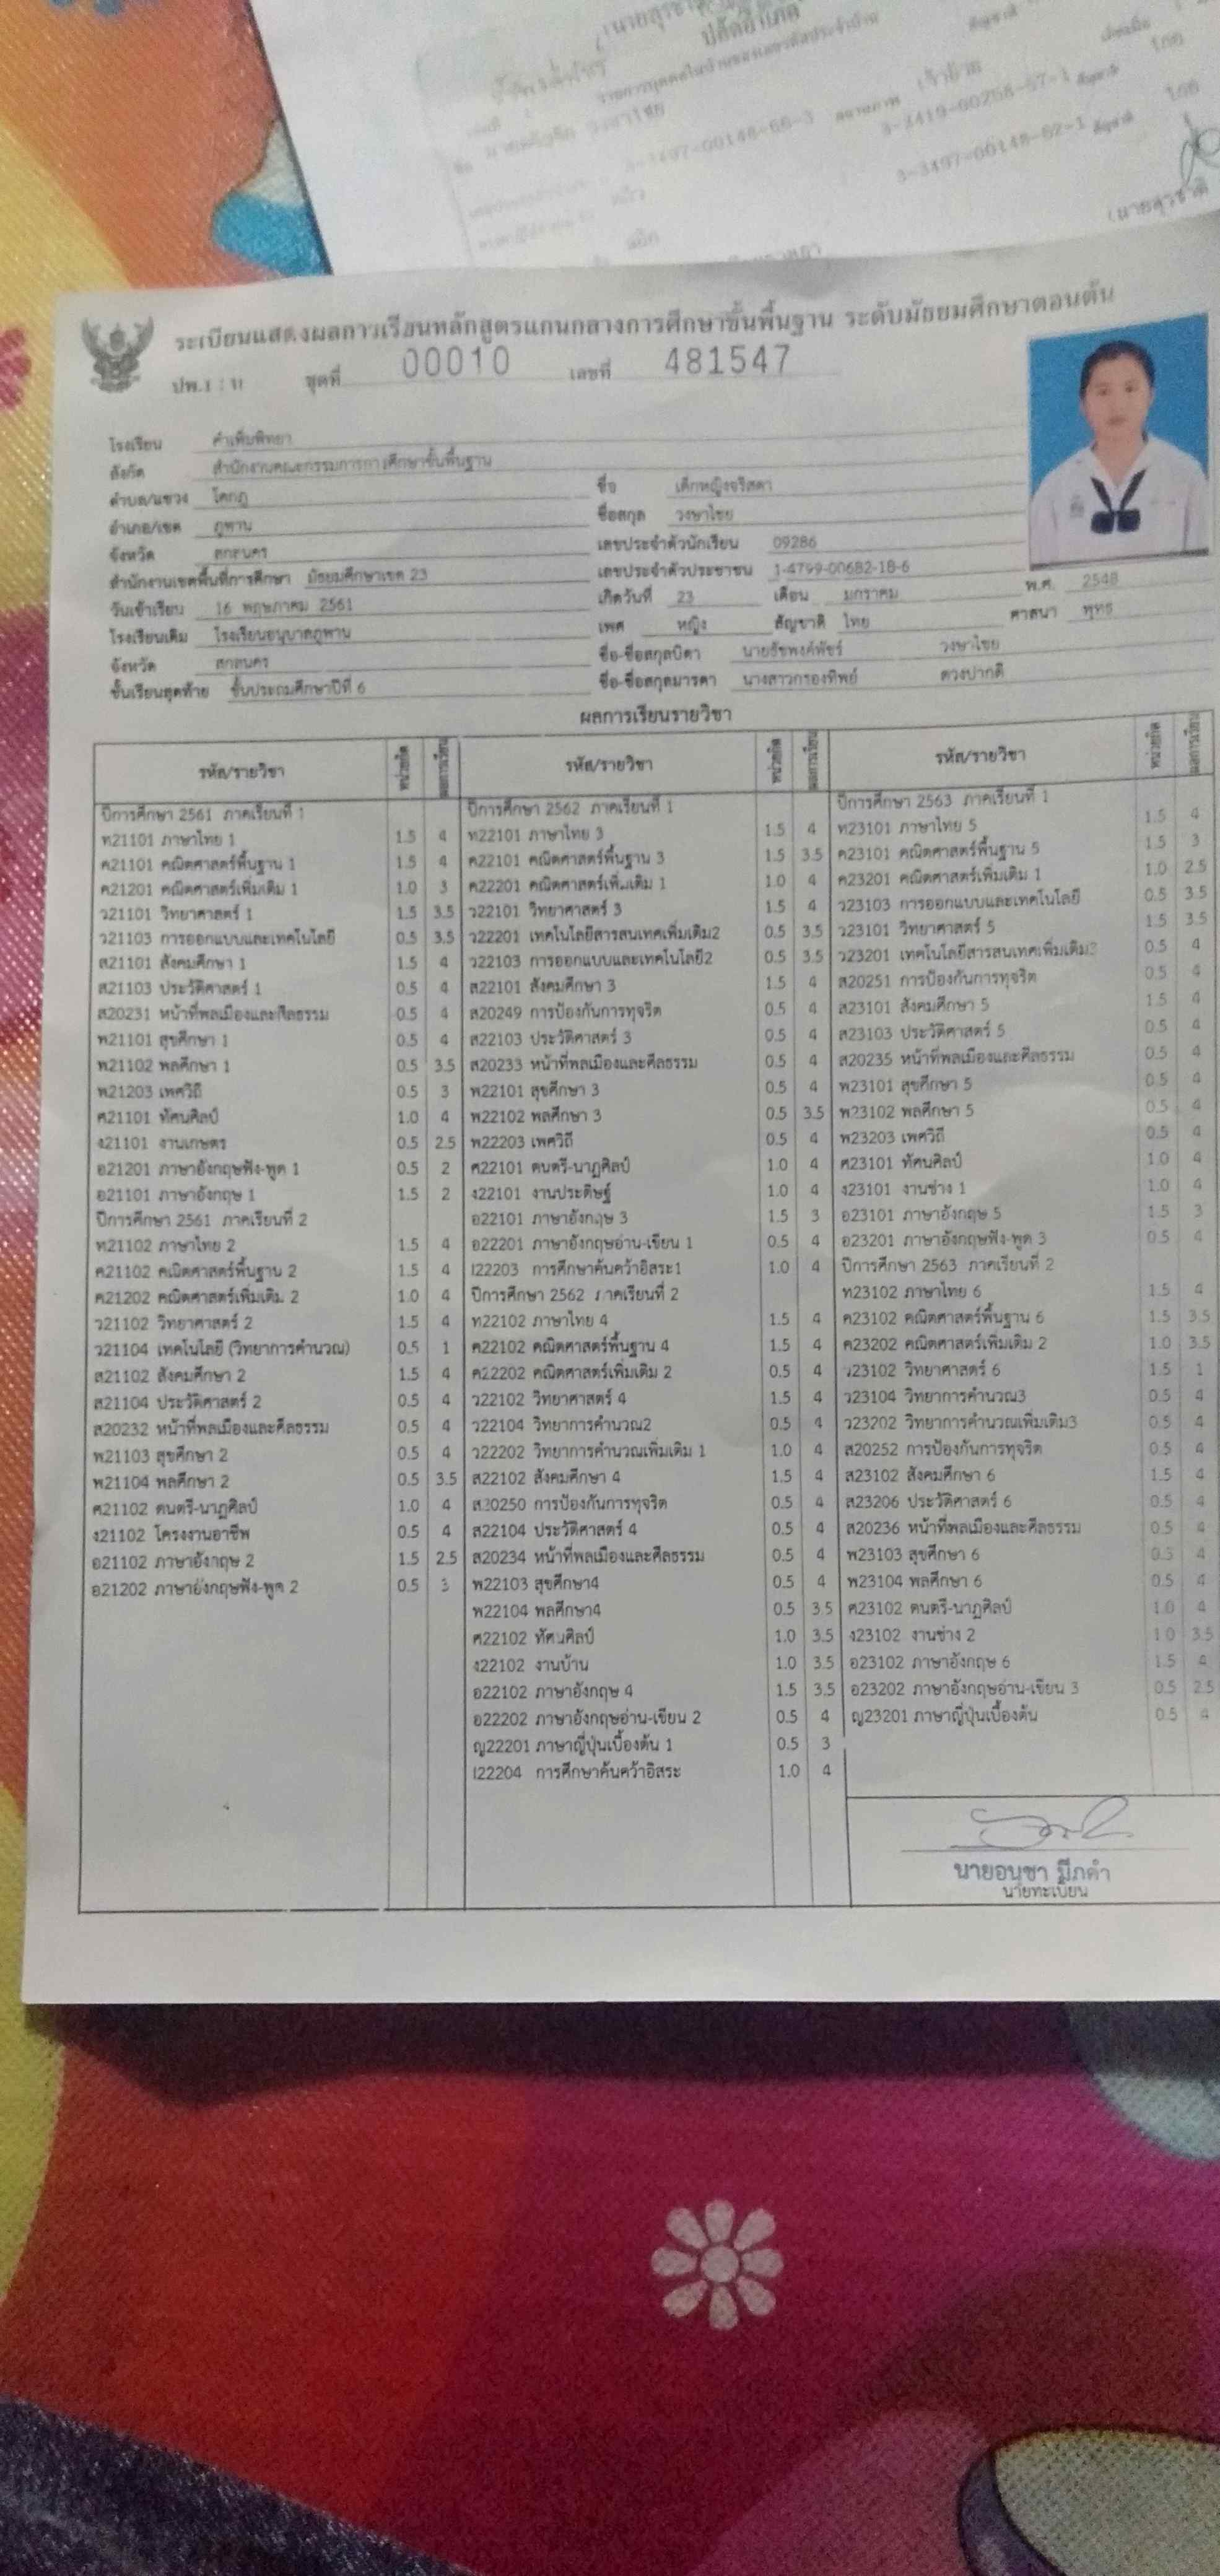 (นายสุรชาติ
ปลัดอำเภอ
3-3419-00258-57-1 สัญชาติ ไทย
3-3497-00148-66-3 สถานภาพ เจ้าบ้าน
3-3497-00148-62-1 สัญชาติ ไทย
(นายสุรชาติ
ระเบียนแสดงผลการเรียนหลักสูตรแกนกลางการศึกษาขั้นพื้นฐาน ระดับมัธยมศึกษาตอนต้น
ปพ.1 : บ ชุดที่ 00010 เลขที่ 481547
โรงเรียน คำเพิ่มพิทยา
สังกัด สำนักงานคณะกรรมการการศึกษาขั้นพื้นฐาน
ตำบล/แขวง โคกภู
อำเภอ/เขต ภูพาน
จังหวัด สกลนคร
สำนักงานเขตพื้นที่การศึกษา มัธยมศึกษาเขต 23
วันเข้าเรียน 16 พฤษภาคม 2561
โรงเรียนเดิม โรงเรียนอนุบาลภูพาน
จังหวัด สกลนคร
ชั้นเรียนสุดท้าย ชั้นประถมศึกษาปีที่ 6
ชื่อ เด็กหญิงจริสดา
ชื่อสกุล วงษาไชย
เลขประจำตัวนักเรียน 09286
เลขประจำตัวประชาชน 1-4799-00682-18-6
เกิดวันที่ 23 เดือน มกราคม พ.ศ. 2548
เพศ หญิง สัญชาติ ไทย ศาสนา พุทธ
ชื่อ-ชื่อสกุลบิดา นายธัชพงค์พัชร์ วงษาไชย
ชื่อ-ชื่อสกุลมารดา นางสาวกรองทิพย์ ดวงปากดี
ผลการเรียนรายวิชา
รหัส/รายวิชา หน่วยกิต ผลการเรียน
ปีการศึกษา 2561 ภาคเรียนที่ 1
ท21101 ภาษาไทย 1 1.5 4
ค21101 คณิตศาสตร์พื้นฐาน 1 1.5 4
ค21201 คณิตศาสตร์เพิ่มเติม 1 1.0 3
ว21101 วิทยาศาสตร์ 1 1.5 3.5
ว21103 การออกแบบและเทคโนโลยี 0.5 3.5
ส21101 สังคมศึกษา 1 1.5 4
ส21103 ประวัติศาสตร์ 1 0.5 4
ส20231 หน้าที่พลเมืองและศีลธรรม 0.5 4
พ21101 สุขศึกษา 1 0.5 4
พ21102 พลศึกษา 1 0.5 3.5
พ21203 เพศวิถี 0.5 3
ศ21101 ทัศนศิลป์ 1.0 4
ง21101 งานเกษตร 0.5 2.5
อ21201 ภาษาอังกฤษฟัง-พูด 1 0.5 2
อ21101 ภาษาอังกฤษ 1 1.5 2
ปีการศึกษา 2561 ภาคเรียนที่ 2
ท21102 ภาษาไทย 2 1.5 4
ค21102 คณิตศาสตร์พื้นฐาน 2 1.5 4
ค21202 คณิตศาสตร์เพิ่มเติม 2 1.0 4
ว21102 วิทยาศาสตร์ 2 1.5 4
ว21104 เทคโนโลยี (วิทยาการคำนวณ) 0.5 1
ส21102 สังคมศึกษา 2 1.5 4
ส21104 ประวัติศาสตร์ 2 0.5 4
ส20232 หน้าที่พลเมืองและศีลธรรม 0.5 4
พ21103 สุขศึกษา 2 0.5 4
พ21104 พลศึกษา 2 0.5 3.5
ศ21102 ดนตรี-นาฏศิลป์ 1.0 4
ง21102 โครงงานอาชีพ 0.5 4
อ21102 ภาษาอังกฤษ 2 1.5 2.5
อ21202 ภาษาอังกฤษฟัง-พูด 2 0.5 3
รหัส/รายวิชา หน่วยกิต ผลการเรียน
ปีการศึกษา 2562 ภาคเรียนที่ 1
ท22101 ภาษาไทย 3 1.5 4
ค22101 คณิตศาสตร์พื้นฐาน 3 1.5 3.5
ค22201 คณิตศาสตร์เพิ่มเติม 1 1.0 4
ว22101 วิทยาศาสตร์ 3 1.5 4
ว22201 เทคโนโลยีสารสนเทศเพิ่มเติม2 0.5 3.5
ว22103 การออกแบบและเทคโนโลยี2 0.5 3.5
ส22101 สังคมศึกษา 3 1.5 4
ส20249 การป้องกันการทุจริต 0.5 4
ส22103 ประวัติศาสตร์ 3 0.5 4
ส20233 หน้าที่พลเมืองและศีลธรรม 0.5 4
พ22101 สุขศึกษา 3 0.5 4
พ22102 พลศึกษา 3 0.5 3.5
พ22203 เพศวิถี 0.5 4
ศ22101 ดนตรี-นาฏศิลป์ 1.0 4
ง22101 งานประดิษฐ์ 1.0 4
อ22101 ภาษาอังกฤษ 3 1.5 3
อ22201 ภาษาอังกฤษอ่าน-เขียน 1 0.5 4
I22203 การศึกษาค้นคว้าอิสระ1 1.0 4
ปีการศึกษา 2562 ภาคเรียนที่ 2
ท22102 ภาษาไทย 4 1.5 4
ค22102 คณิตศาสตร์พื้นฐาน 4 1.5 4
ค22202 คณิตศาสตร์เพิ่มเติม 2 0.5 4
ว22102 วิทยาศาสตร์ 4 1.5 4
ว22104 วิทยาการคำนวณ2 0.5 4
ว22202 วิทยาการคำนวณเพิ่มเติม 1 1.0 4
ส22102 สังคมศึกษา 4 1.5 4
ส20250 การป้องกันการทุจริต 0.5 4
ส22104 ประวัติศาสตร์ 4 0.5 4
ส20234 หน้าที่พลเมืองและศีลธรรม 0.5 4
พ22103 สุขศึกษา4 0.5 4
พ22104 พลศึกษา4 0.5 3.5
ศ22102 ทัศนศิลป์ 1.0 3.5
ง22102 งานบ้าน 1.0 3.5
อ22102 ภาษาอังกฤษ 4 1.5 3.5
อ22202 ภาษาอังกฤษอ่าน-เขียน 2 0.5 4
ญ22201 ภาษาญี่ปุ่นเบื้องต้น 1 0.5 3
I22204 การศึกษาค้นคว้าอิสระ 1.0 4
รหัส/รายวิชา หน่วยกิต ผลการเรียน
ปีการศึกษา 2563 ภาคเรียนที่ 1
ท23101 ภาษาไทย 5 1.5 4
ค23101 คณิตศาสตร์พื้นฐาน 5 1.5 3
ค23201 คณิตศาสตร์เพิ่มเติม 1 1.0 2.5
ว23103 การออกแบบและเทคโนโลยี 0.5 3.5
ว23101 วิทยาศาสตร์ 5 1.5 3.5
ว23201 เทคโนโลยีสารสนเทศเพิ่มเติม3 0.5 4
ส20251 การป้องกันการทุจริต 0.5 4
ส23101 สังคมศึกษา 5 1.5 4
ส23103 ประวัติศาสตร์ 5 0.5 4
ส20235 หน้าที่พลเมืองและศีลธรรม 0.5 4
พ23101 สุขศึกษา 5 0.5 4
พ23102 พลศึกษา 5 0.5 4
พ23203 เพศวิถี 0.5 4
ศ23101 ทัศนศิลป์ 1.0 4
ง23101 งานช่าง 1 1.0 4
อ23101 ภาษาอังกฤษ 5 1.5 3
อ23201 ภาษาอังกฤษฟัง-พูด 3 0.5 4
ปีการศึกษา 2563 ภาคเรียนที่ 2
ท23102 ภาษาไทย 6 1.5 4
ค23102 คณิตศาสตร์พื้นฐาน 6 1.5 3.5
ค23202 คณิตศาสตร์เพิ่มเติม 2 1.0 3.5
ว23102 วิทยาศาสตร์ 6 1.5 1
ว23104 วิทยาการคำนวณ3 0.5 4
ว23202 วิทยาการคำนวณเพิ่มเติม3 0.5 4
ส20252 การป้องกันการทุจริต 0.5 4
ส23102 สังคมศึกษา 6 1.5 4
ส23206 ประวัติศาสตร์ 6 0.5 4
ส20236 หน้าที่พลเมืองและศีลธรรม 0.5 4
พ23103 สุขศึกษา 6 0.5 4
พ23104 พลศึกษา 6 0.5 4
ศ23102 ดนตรี-นาฏศิลป์ 1.0 4
ง23102 งานช่าง 2 1.0 3.5
อ23102 ภาษาอังกฤษ 6 1.5 4
อ23202 ภาษาอังกฤษอ่าน-เขียน 3 0.5 2.5
ญ23201 ภาษาญี่ปุ่นเบื้องต้น 0.5 4
นายอนุชา มีภคำ
นายทะเบียน